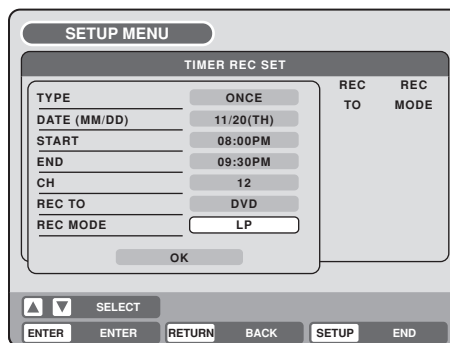 SETUP MENU
TIMER REC SET
REC TO REC MODE
TYPE ONCE
DATE (MM/DD) 11/20(TH)
START 08:00PM
END 09:30PM
CH 12
REC TO DVD
REC MODE LP
OK
▲ ▼ SELECT
ENTER ENTER RETURN BACK SETUP END